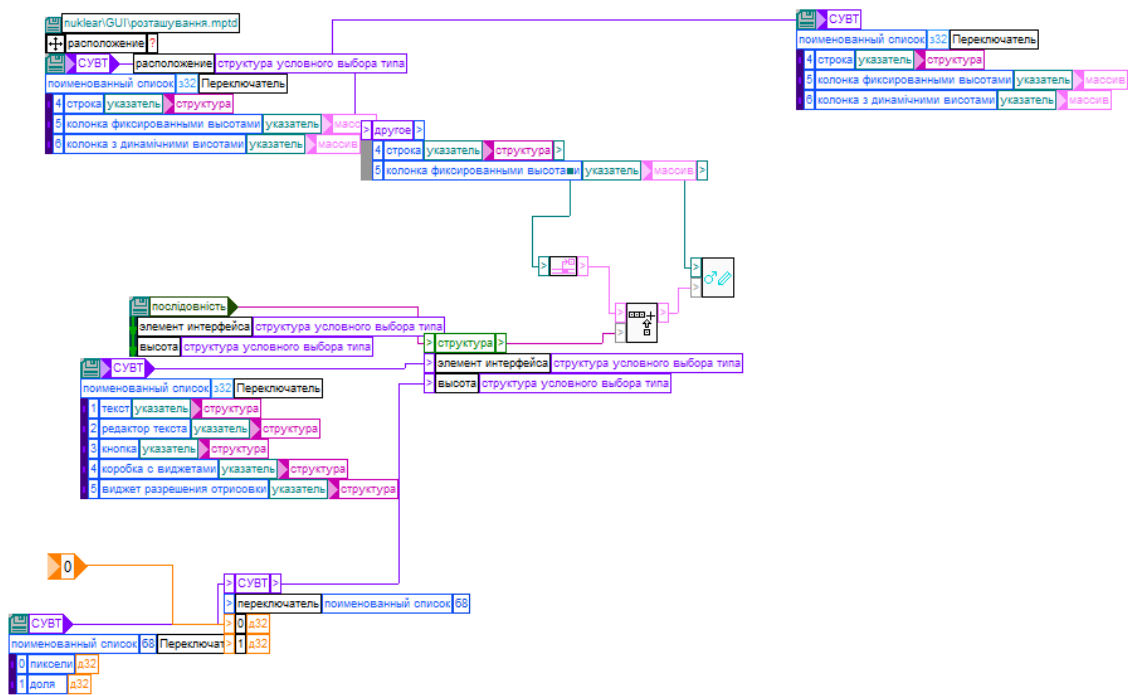 nuklear\GUI\розташування.mptd
расположение ?
СУВТ расположение структура условного выбора типа
поименованный список з32 Переключатель
4 строка указатель структура
5 колонка фиксированными высотами указатель
6 колонка з динамічними висотами указатель массив
СУВТ
поименованный список з32 Переключатель
4 строка указатель структура
5 колонка фиксированными высотами указатель массив
6 колонка з динамічними висотами указатель массив
> другое >
4 строка указатель структура >
5 колонка фиксированными высотами указатель массив >
послідовність
элемент интерфейса структура условного выбора типа
высота структура условного выбора типа
> структура >
> элемент интерфейса структура условного выбора типа
> высота структура условного выбора типа
СУВТ
поименованный список з32 Переключатель
1 текст указатель структура
2 редактор текста указатель структура
3 кнопка указатель структура
4 коробка с виджетами указатель структура
5 виджет разрешения отрисовки указатель структура
0
> СУВТ >
> переключатель поименованный список б8
> 0 д32
> 1 д32
СУВТ
поименованный список б8 Переключат
0 пиксели д32
1 доля д32